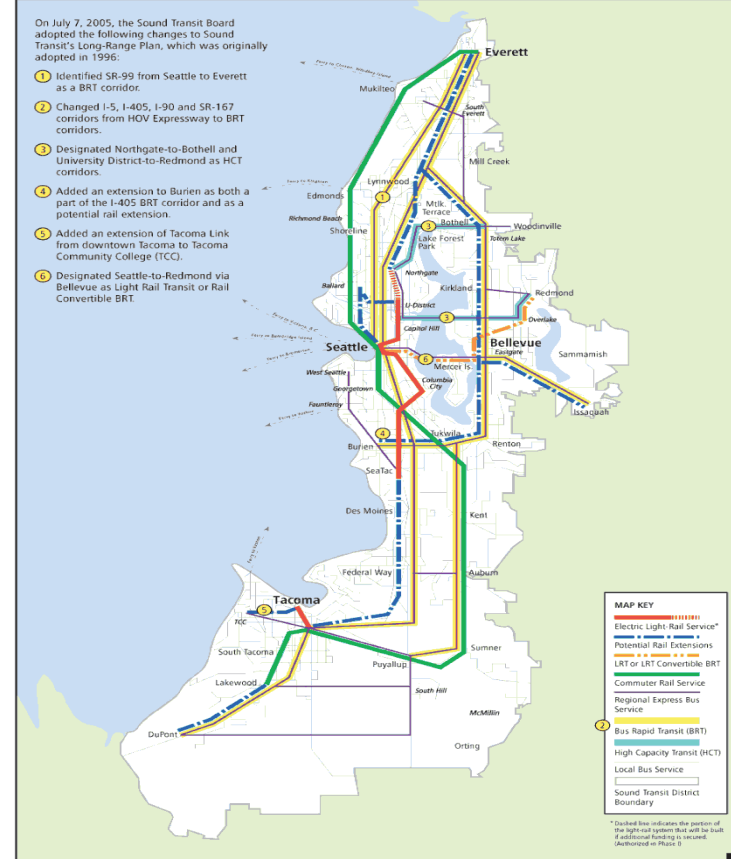 On July 7, 2005, the Sound Transit Board
adopted the following changes to Sound
Transit's Long-Range Plan, which was originally
adopted in 1996:
1 Identified SR-99 from Seattle to Everett
as a BRT corridor.
2 Changed I-5, I-405, I-90 and SR-167
corridors from HOV Expressway to BRT
corridors.
3 Designated Northgate-to-Bothell and
University District-to-Redmond as HCT
corridors.
4 Added an extension to Burien as both a
part of the I-405 BRT corridor and as a
potential rail extension.
5 Added an extension of Tacoma Link
from downtown Tacoma to Tacoma
Community College (TCC).
6 Designated Seattle-to-Redmond via
Bellevue as Light Rail Transit or Rail
Convertible BRT.
Everett
Mukilteo
South
Everett
Mill Creek
Lynnwood
1
Edmonds
Mtlk.
Terrace
Richmond Beach
Bothell
3
Woodinville
Shoreline
Lake Forest
Park
Totem Lake
Northgate
Ballard
Kirkland
Redmond
U-District
3
Overlake
Capitol Hill
Seattle
Bellevue
Eastgate
6
Sammamish
Mercer Is.
West Seattle
Columbia
City
Georgetown
Fauntleroy
Issaquah
4
Tukwila
Burien
Renton
SeaTac
Des Moines
Kent
Federal Way
Auburn
Tacoma
5
TCC
South Tacoma
Sumner
Puyallup
Lakewood
South Hill
McMillin
DuPont
Orting
MAP KEY
Electric Light-Rail Service*
Potential Rail Extensions
LRT or LRT Convertible BRT
Commuter Rail Service
Regional Express Bus
Service
2
Bus Rapid Transit (BRT)
High Capacity Transit (HCT)
Local Bus Service
Sound Transit District
Boundary
* Dashed line indicates the portion of
the light-rail system that will be built
if additional funding is secured.
(Authorized in Phase I)